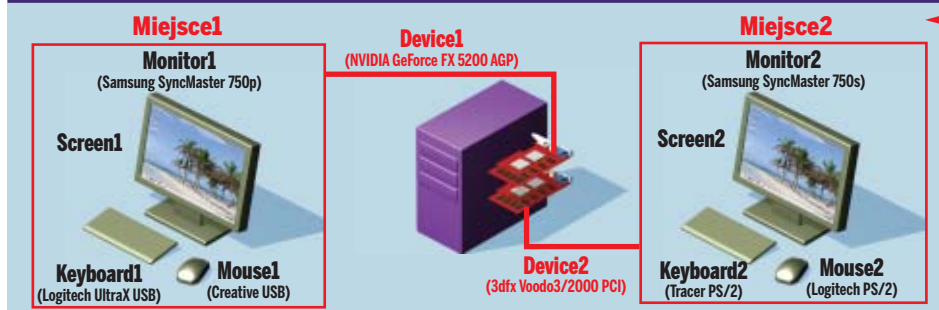 Miejsce1
Monitor1
(Samsung SyncMaster 750p)
Screen1
Keyboard1
(Logitech UltraX USB)
Mouse1
(Creative USB)
Device1
(NVIDIA GeForce FX 5200 AGP)
Device2
(3dfx Voodo3/2000 PCI)
Miejsce2
Monitor2
(Samsung SyncMaster 750s)
Screen2
Keyboard2
(Tracer PS/2)
Mouse2
(Logitech PS/2)